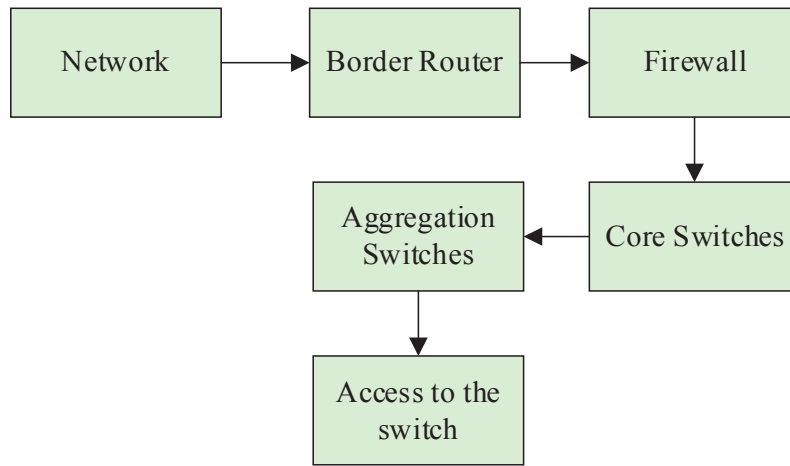 Network
Border Router
Firewall
Aggregation
Switches
Core Switches
Access to the
switch